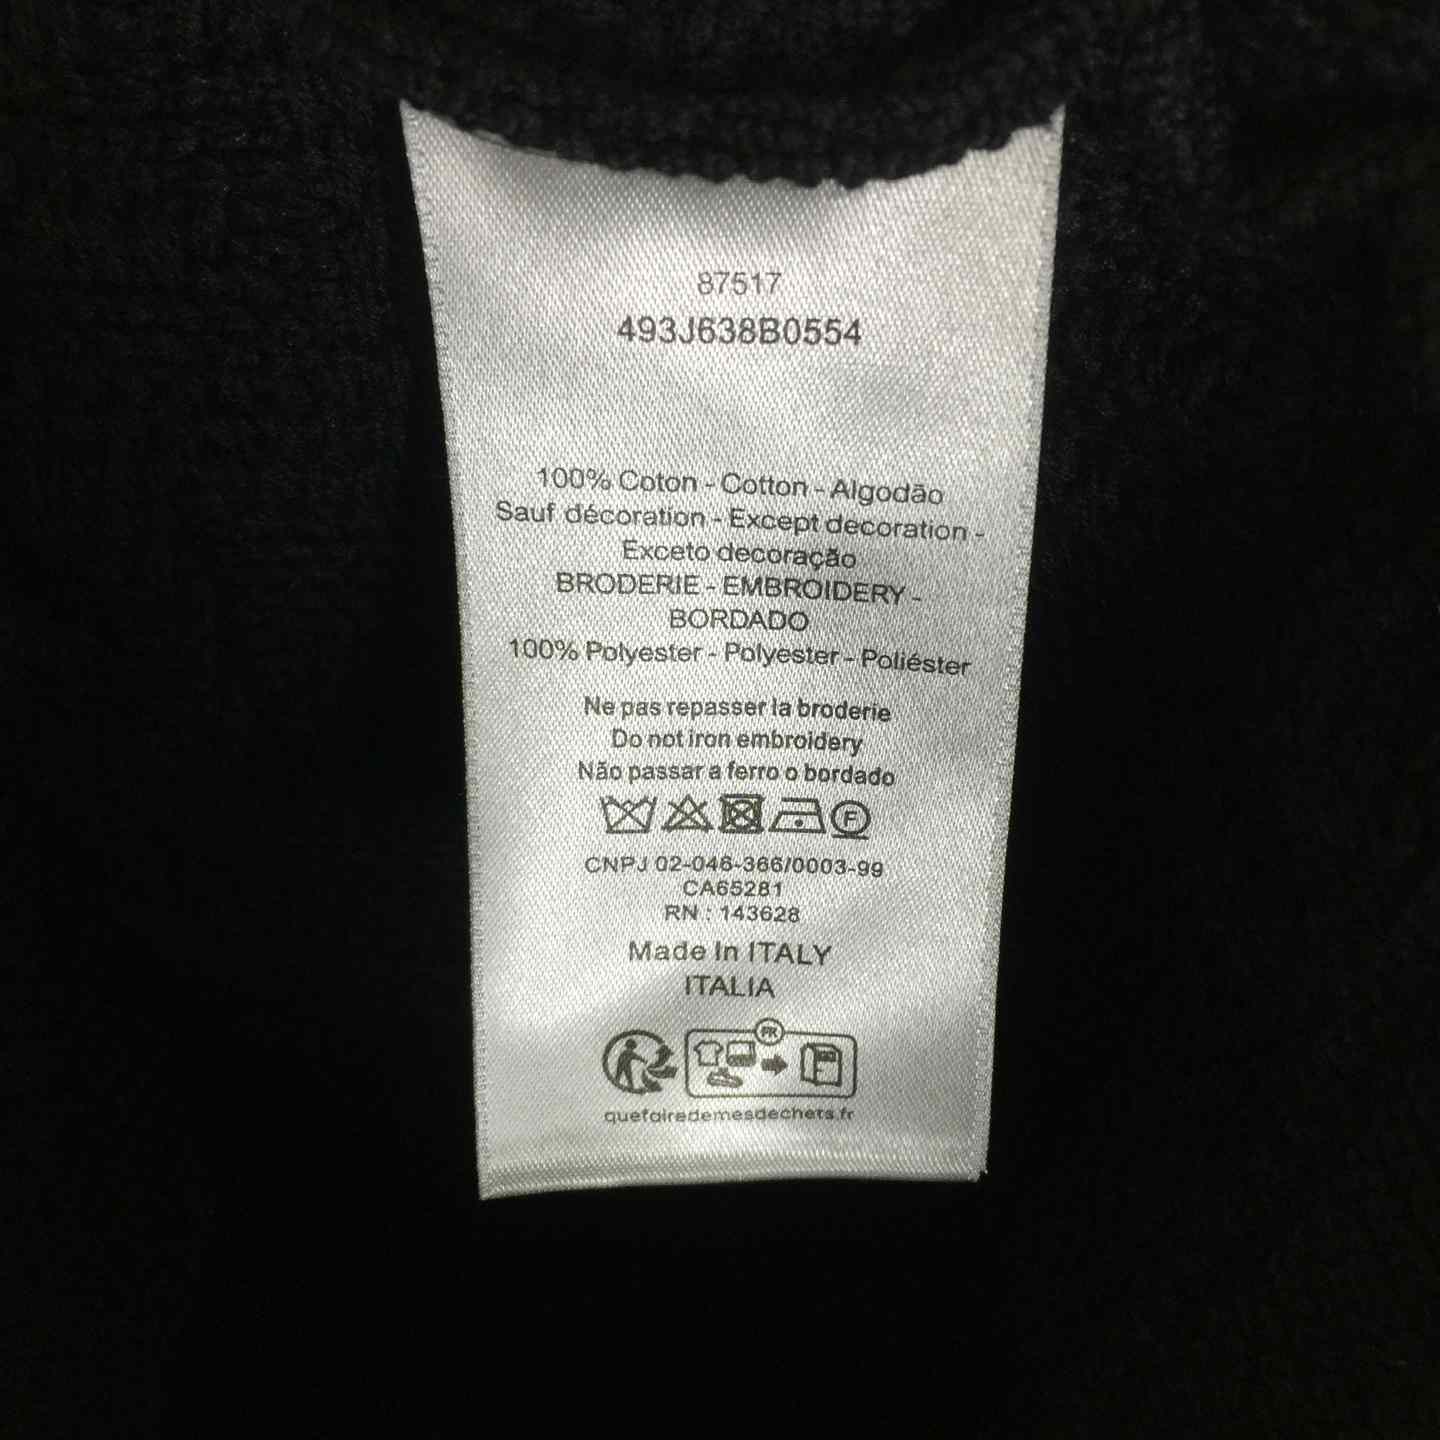 87517
493J638B0554
100% Coton - Cotton - Algodão
Sauf décoration - Except decoration -
Exceto decoração
BRODERIE - EMBROIDERY -
BORDADO
100% Polyester - Polyester - Poliéster
Ne pas repasser la broderie
Do not iron embroidery
Não passar a ferro o bordado
F
CNPJ 02-046-366/0003-99
CA65281
RN : 143628
Made In ITALY
ITALIA
FR
quefairedemesdechets.fr